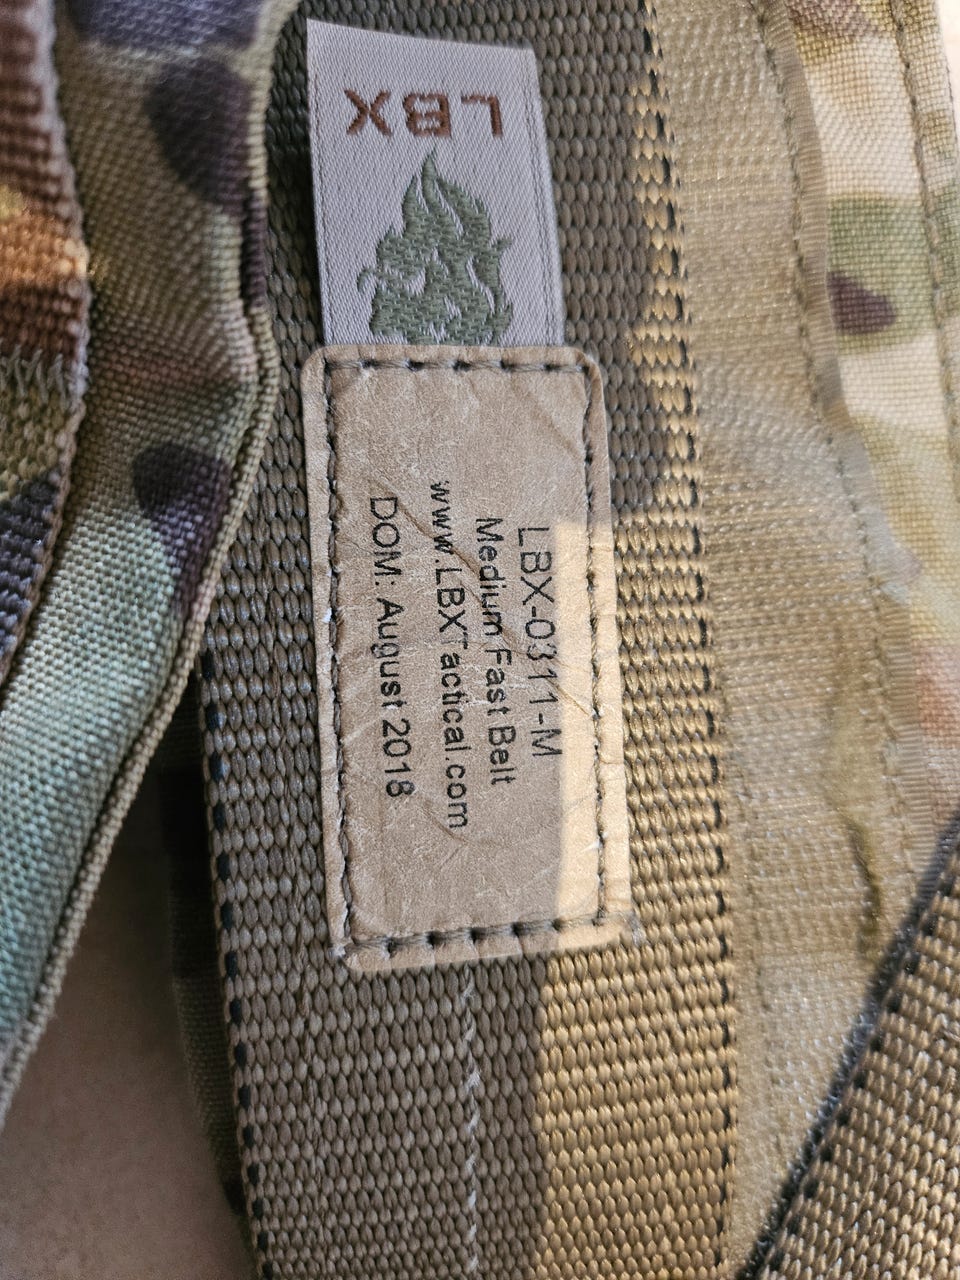 LBX
LBX-0311-M
Medium Fast Belt
www.LBXTactical.com
DOM: August 2018